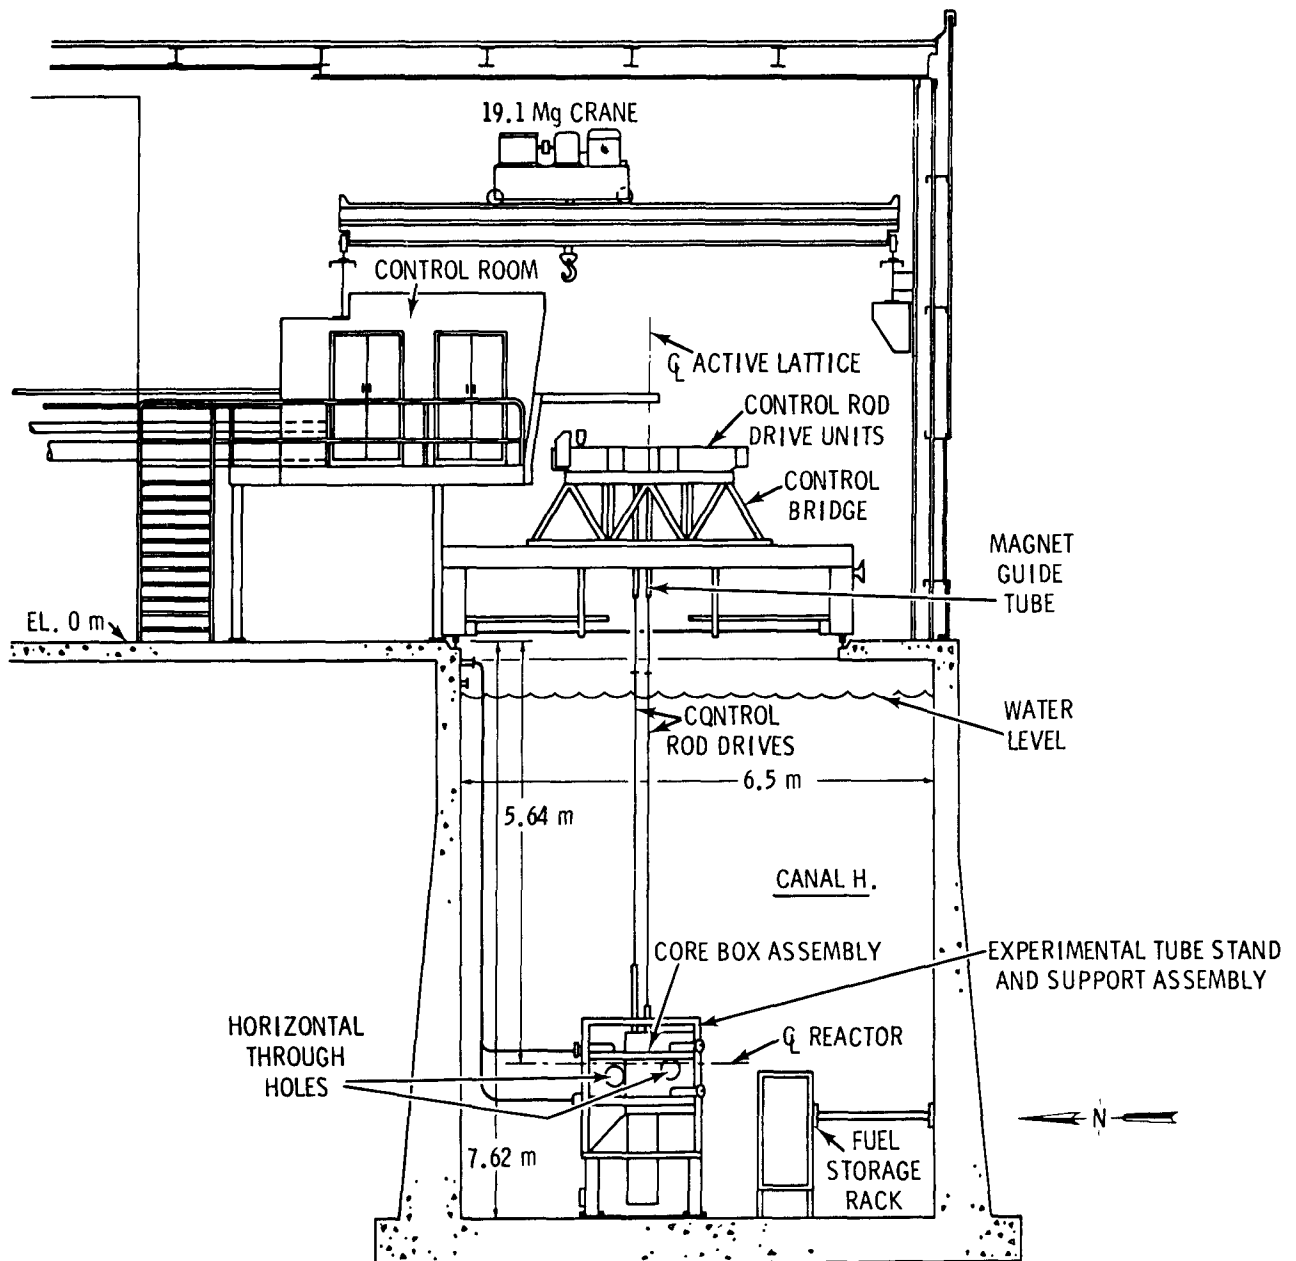 19.1 Mg CRANE
CONTROL ROOM
℄ ACTIVE LATTICE
CONTROL ROD
DRIVE UNITS
CONTROL
BRIDGE
MAGNET
GUIDE
TUBE
EL. 0 m
WATER
LEVEL
CONTROL
ROD DRIVES
6.5 m
5.64 m
CANAL H.
CORE BOX ASSEMBLY
EXPERIMENTAL TUBE STAND
AND SUPPORT ASSEMBLY
HORIZONTAL
THROUGH
HOLES
℄ REACTOR
N
7.62 m
FUEL
STORAGE
RACK